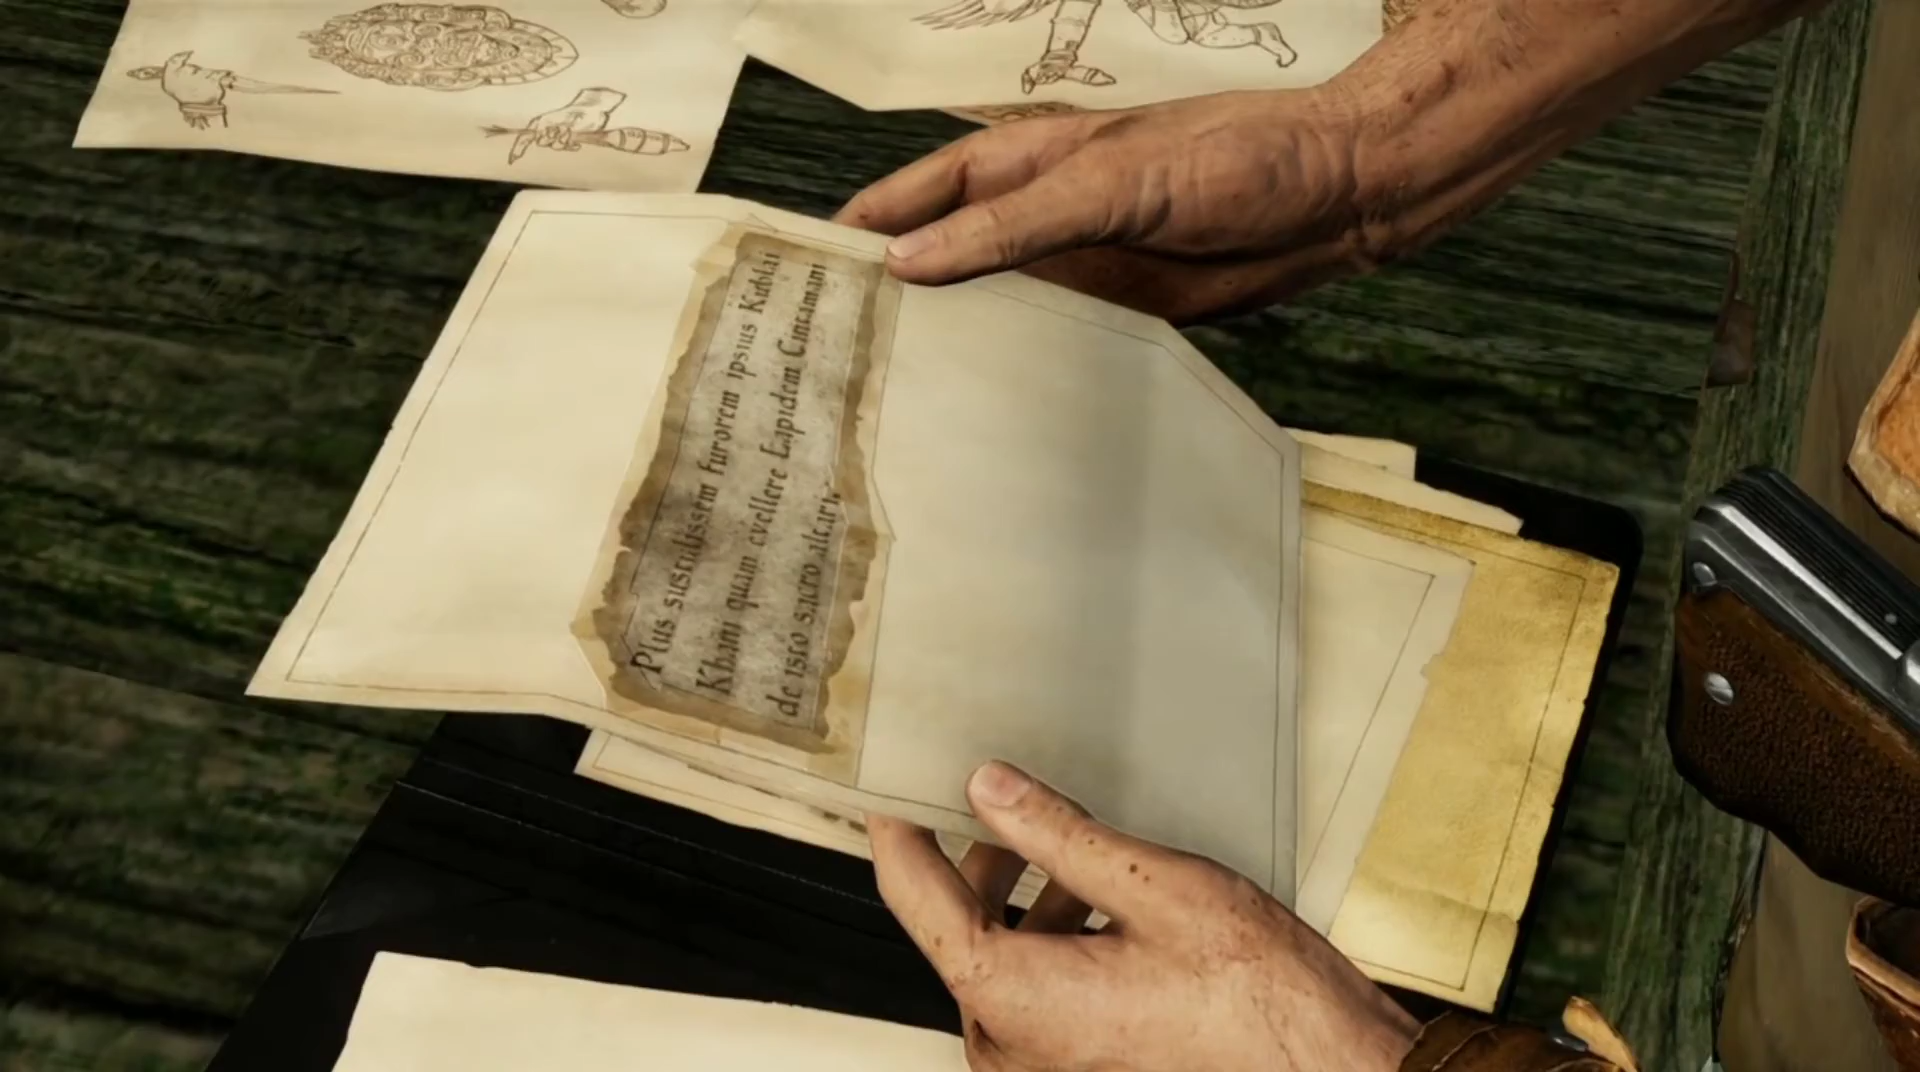 Plus sustulissem furorem ipsius Kublai
Khani quam evellere Lapidem Cintamani
de isto sacro altari.